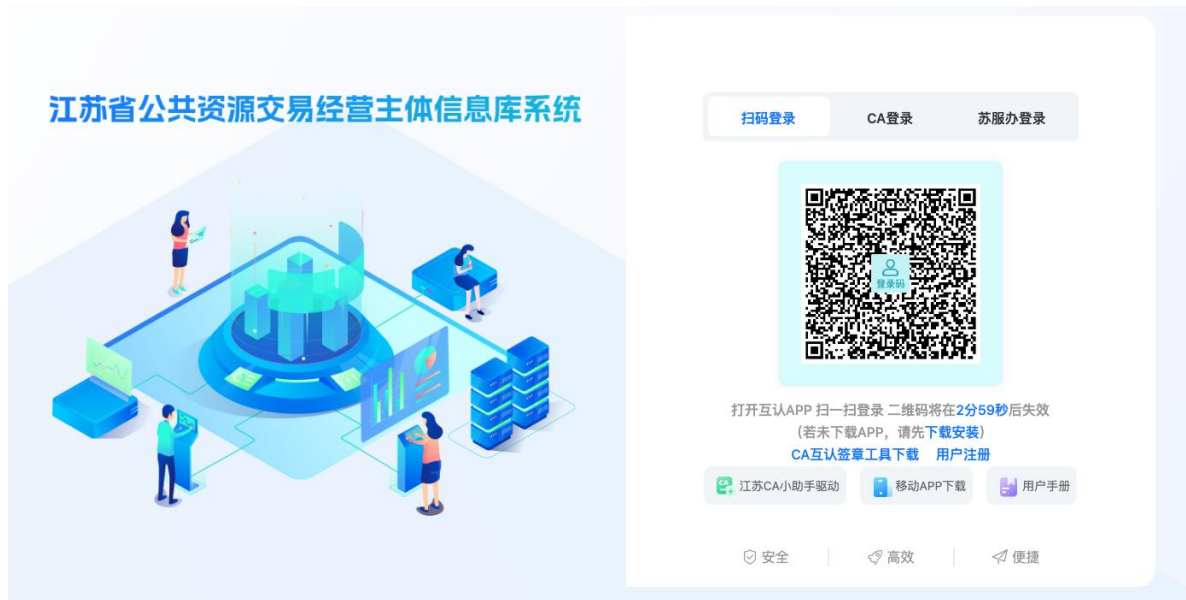 江苏省公共资源交易经营主体信息库系统
扫码登录 CA登录 苏服办登录
登录码
打开互认APP 扫一扫登录 二维码将在2分59秒后失效
(若未下载APP，请先下载安装)
CA互认签章工具下载 用户注册
CA 江苏CA小助手驱动 移动APP下载 用户手册
安全 高效 便捷